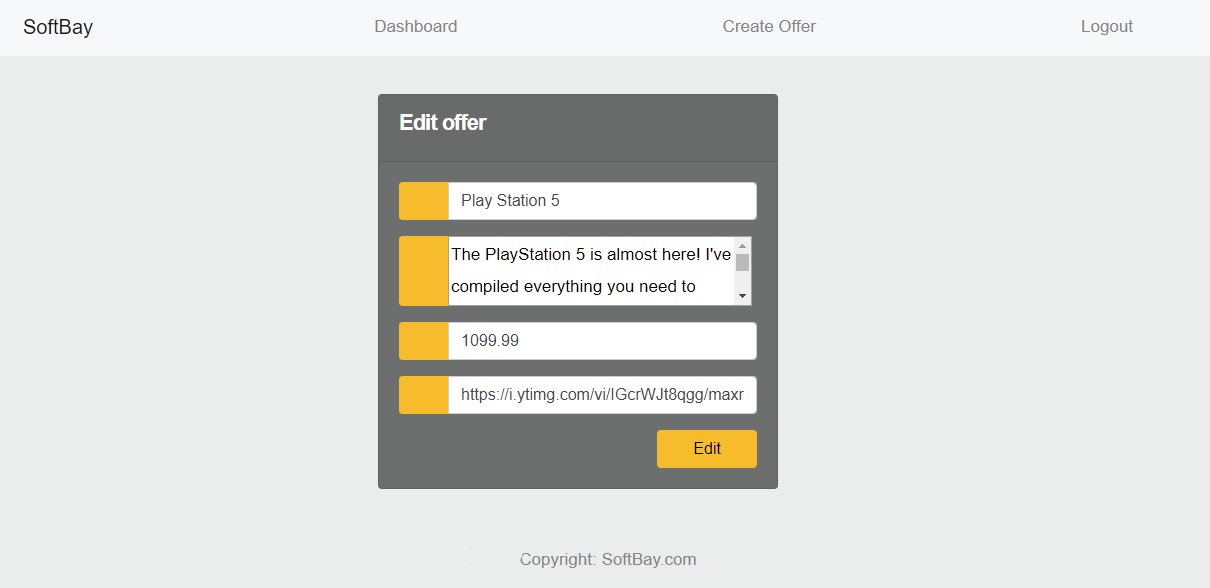 SoftBay Dashboard Create Offer Logout
Edit offer
Play Station 5
The PlayStation 5 is almost here! I've
compiled everything you need to
1099.99
https://i.ytimg.com/vi/IGcrWJt8qgg/maxr
Edit
Copyright: SoftBay.com